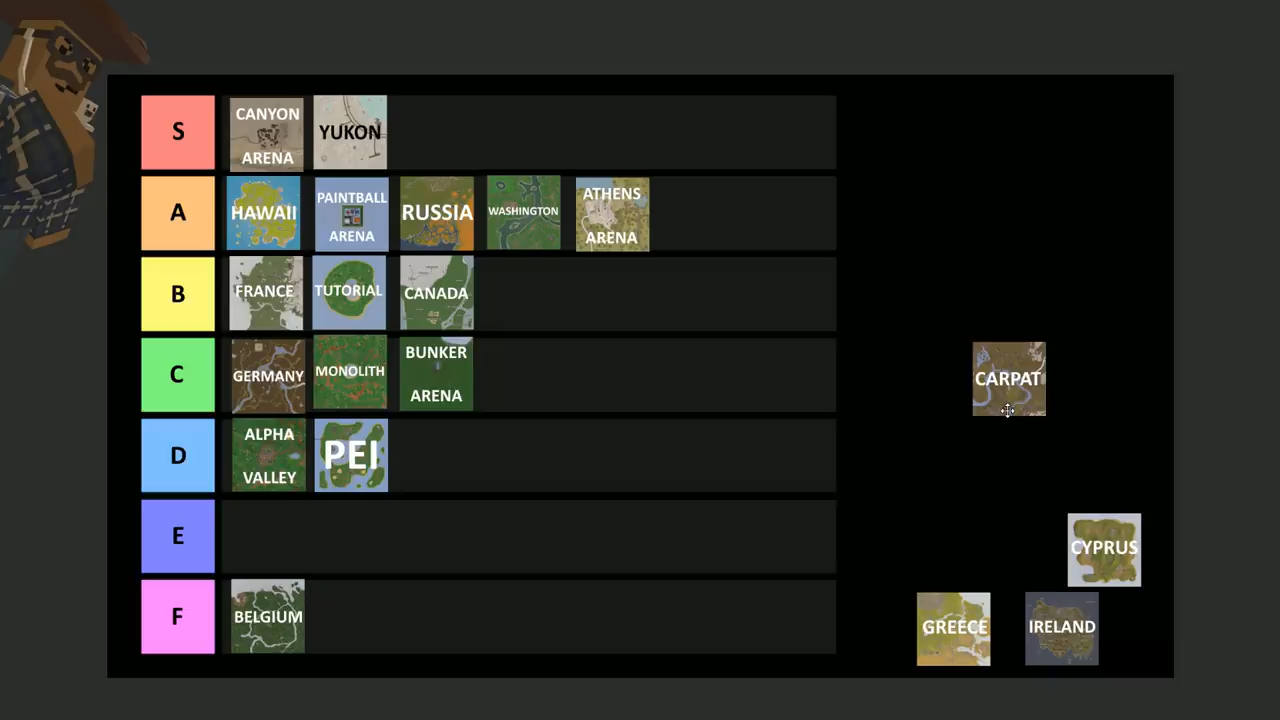 S
CANYON
ARENA
YUKON
A
HAWAII
PAINTBALL
ARENA
RUSSIA
WASHINGTON
ATHENS
ARENA
B
FRANCE
TUTORIAL
CANADA
C
GERMANY
MONOLITH
BUNKER
ARENA
CARPAT
D
ALPHA
VALLEY
PEI
E
CYPRUS
F
BELGIUM
GREECE
IRELAND